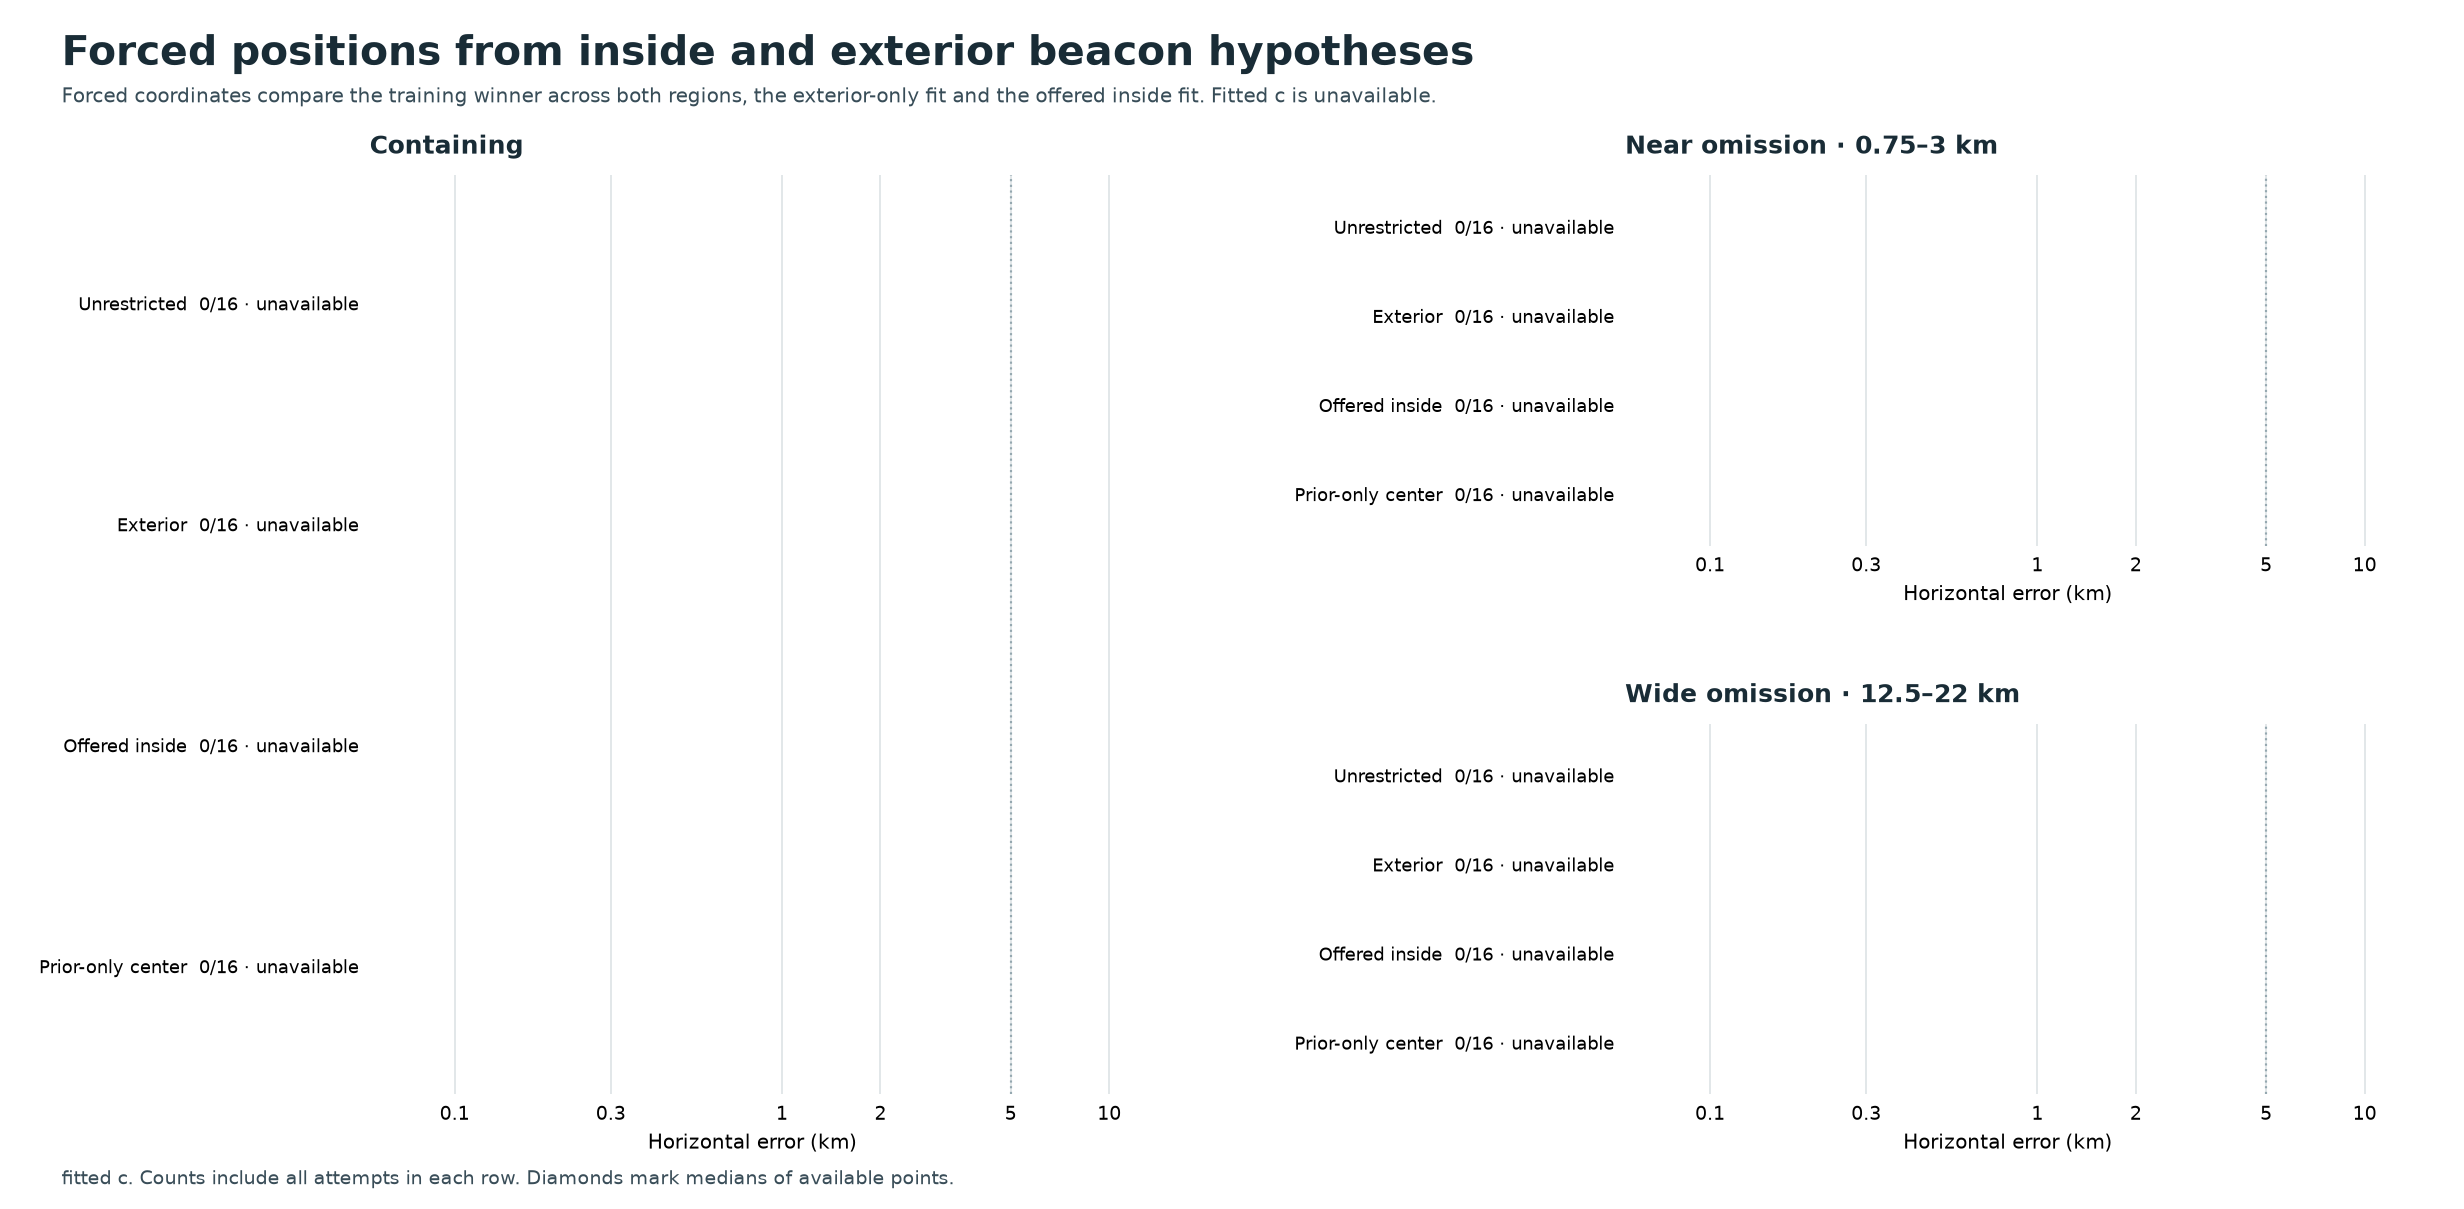 Forced positions from inside and exterior beacon hypotheses
Forced coordinates compare the training winner across both regions, the exterior-only fit and the offered inside fit. Fitted c is unavailable.
Containing
Unrestricted  0/16 · unavailable
Exterior  0/16 · unavailable
Offered inside  0/16 · unavailable
Prior-only center  0/16 · unavailable
0.1 0.3 1 2 5 10
Horizontal error (km)
Near omission · 0.75–3 km
Unrestricted  0/16 · unavailable
Exterior  0/16 · unavailable
Offered inside  0/16 · unavailable
Prior-only center  0/16 · unavailable
0.1 0.3 1 2 5 10
Horizontal error (km)
Wide omission · 12.5–22 km
Unrestricted  0/16 · unavailable
Exterior  0/16 · unavailable
Offered inside  0/16 · unavailable
Prior-only center  0/16 · unavailable
0.1 0.3 1 2 5 10
Horizontal error (km)
fitted c. Counts include all attempts in each row. Diamonds mark medians of available points.